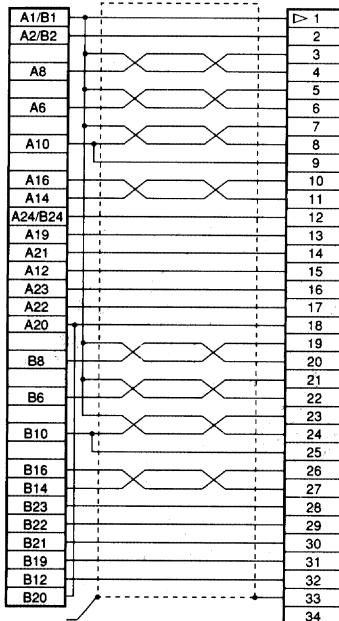 A1/B1 1
A2/B2 2
3
A8 4
5
A6 6
7
A10 8
9
A16 10
A14 11
A24/B24 12
A19 13
A21 14
A12 15
A23 16
A22 17
A20 18
19
B8 20
21
B6 22
23
B10 24
25
B16 26
B14 27
B23 28
B22 29
B21 30
B19 31
B12 32
B20 33
34